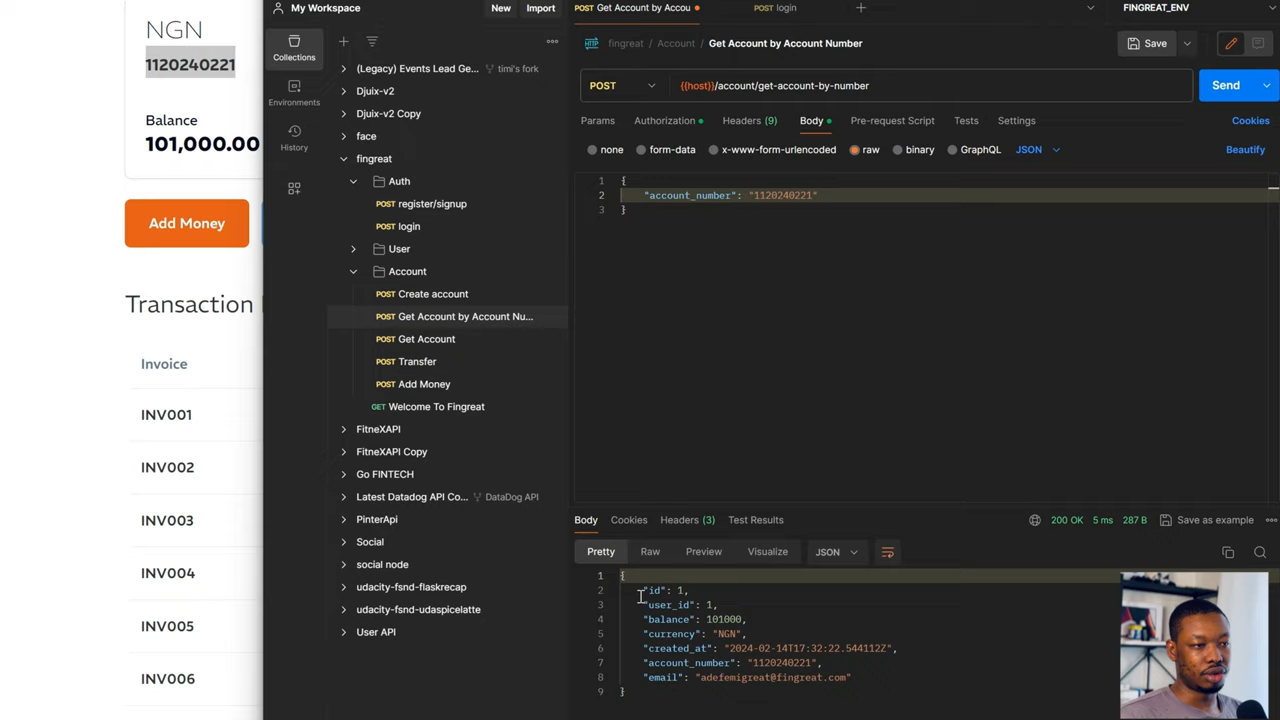 NGN
1120240221
Balance
101,000.00
Add Money
Transaction
Invoice
INV001
INV002
INV003
INV004
INV005
INV006
My Workspace
New
Import
Collections
Environments
History
(Legacy) Events Lead Ge... timi's fork
Djuix-v2
Djuix-v2 Copy
face
fingreat
Auth
POST register/signup
POST login
User
Account
POST Create account
POST Get Account by Account Nu...
POST Get Account
POST Transfer
POST Add Money
GET Welcome To Fingreat
FitneXAPI
FitneXAPI Copy
Go FINTECH
Latest Datadog API Co... DataDog API
PinterApi
Social
social node
udacity-fsnd-flaskrecap
udacity-fsnd-udaspicelatte
User API
POST Get Account by Accou
POST login
FINGREAT_ENV
HTTP fingreat / Account / Get Account by Account Number
Save
POST {{host}}/account/get-account-by-number
Send
Params Authorization Headers (9) Body Pre-request Script Tests Settings Cookies
none form-data x-www-form-urlencoded raw binary GraphQL JSON Beautify
1 {
2 "account_number": "1120240221"
3 }
Body Cookies Headers (3) Test Results 200 OK 5 ms 287 B Save as example
Pretty Raw Preview Visualize JSON
1 {
2 "id": 1,
3 "user_id": 1,
4 "balance": 101000,
5 "currency": "NGN",
6 "created_at": "2024-02-14T17:32:22.544112Z",
7 "account_number": "1120240221",
8 "email": "adefemigreat@fingreat.com"
9 }